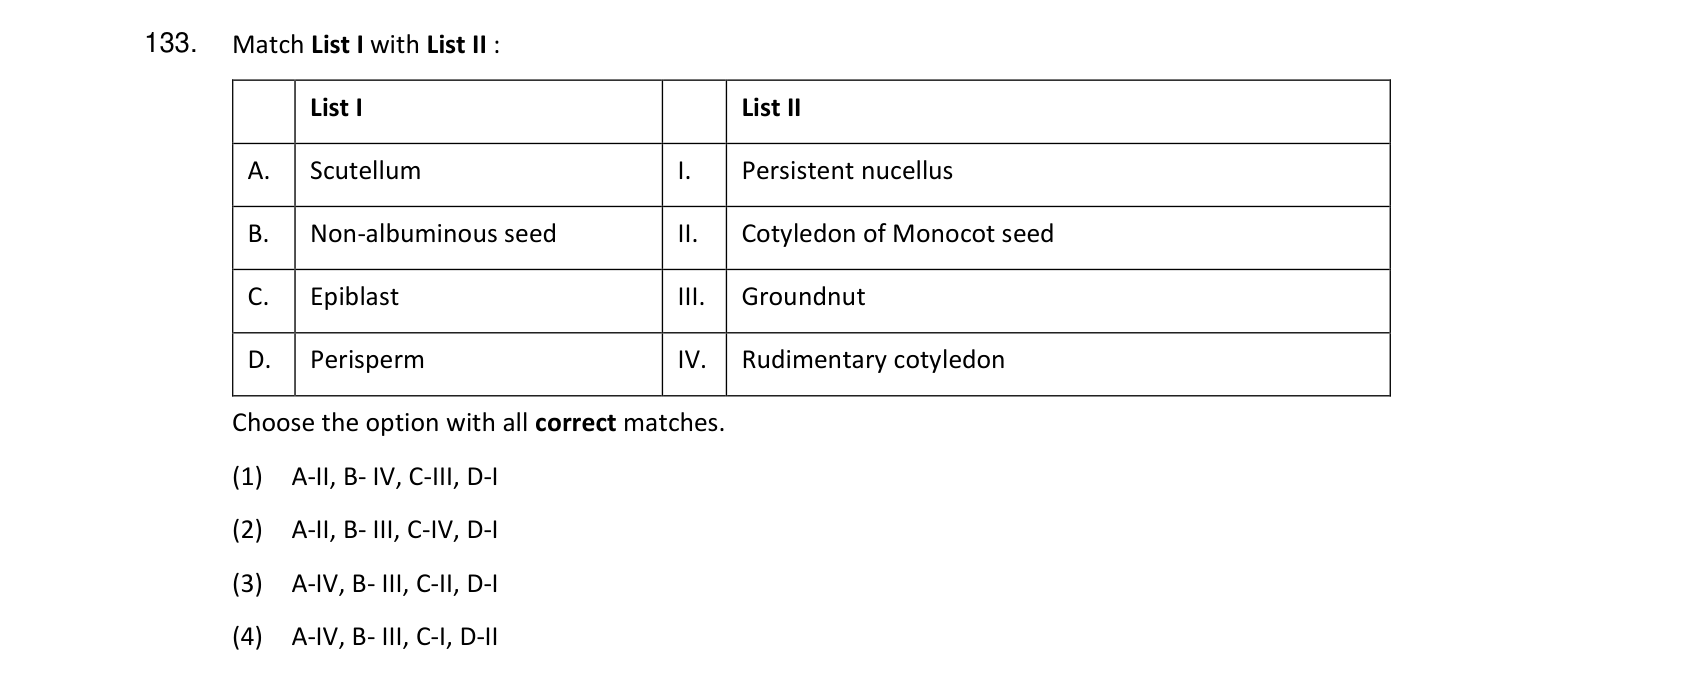 133. Match List I with List II :
List I List II
A. Scutellum I. Persistent nucellus
B. Non-albuminous seed II. Cotyledon of Monocot seed
C. Epiblast III. Groundnut
D. Perisperm IV. Rudimentary cotyledon
Choose the option with all correct matches.
(1) A-II, B- IV, C-III, D-I
(2) A-II, B- III, C-IV, D-I
(3) A-IV, B- III, C-II, D-I
(4) A-IV, B- III, C-I, D-II